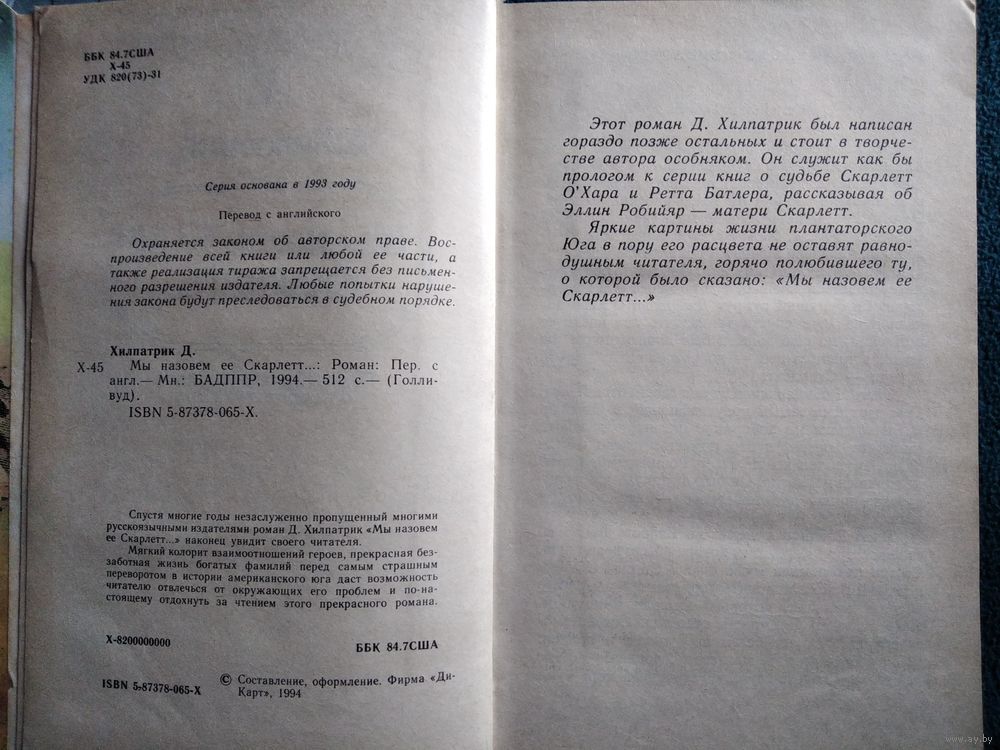 ББК 84.7США
Х-45
УДК 820(73)-31
Серия основана в 1993 году
Перевод с английского
Охраняется законом об авторском праве. Вос-
произведение всей книги или любой ее части, а
также реализация тиража запрещается без письмен-
ного разрешения издателя. Любые попытки наруше-
ния закона будут преследоваться в судебном порядке.
Хилпатрик Д.
Х-45 Мы назовем ее Скарлетт...: Роман: Пер. с
англ.— Мн.: БАДППР, 1994.— 512 с.— (Голли-
вуд).
ISBN 5-87378-065-X.
Спустя многие годы незаслуженно пропущенный многими
русскоязычными издателями роман Д. Хилпатрик «Мы назовем
ее Скарлетт...» наконец увидит своего читателя.
Мягкий колорит взаимоотношений героев, прекрасная без-
заботная жизнь богатых фамилий перед самым страшным
переворотом в истории американского юга даст возможность
читателю отвлечься от окружающих его проблем и по-на-
стоящему отдохнуть за чтением этого прекрасного романа.
Х-8200000000
ББК 84.7США
ISBN 5-87378-065-X
© Составление, оформление. Фирма «Ди-
Карт», 1994
Этот роман Д. Хилпатрик был написан
гораздо позже остальных и стоит в творче-
стве автора особняком. Он служит как бы
прологом к серии книг о судьбе Скарлетт
О'Хара и Ретта Батлера, рассказывая об
Эллин Робийяр — матери Скарлетт.
Яркие картины жизни плантаторского
Юга в пору его расцвета не оставят равно-
душным читателя, горячо полюбившего ту,
о которой было сказано: «Мы назовем ее
Скарлетт...»
www.ay.by